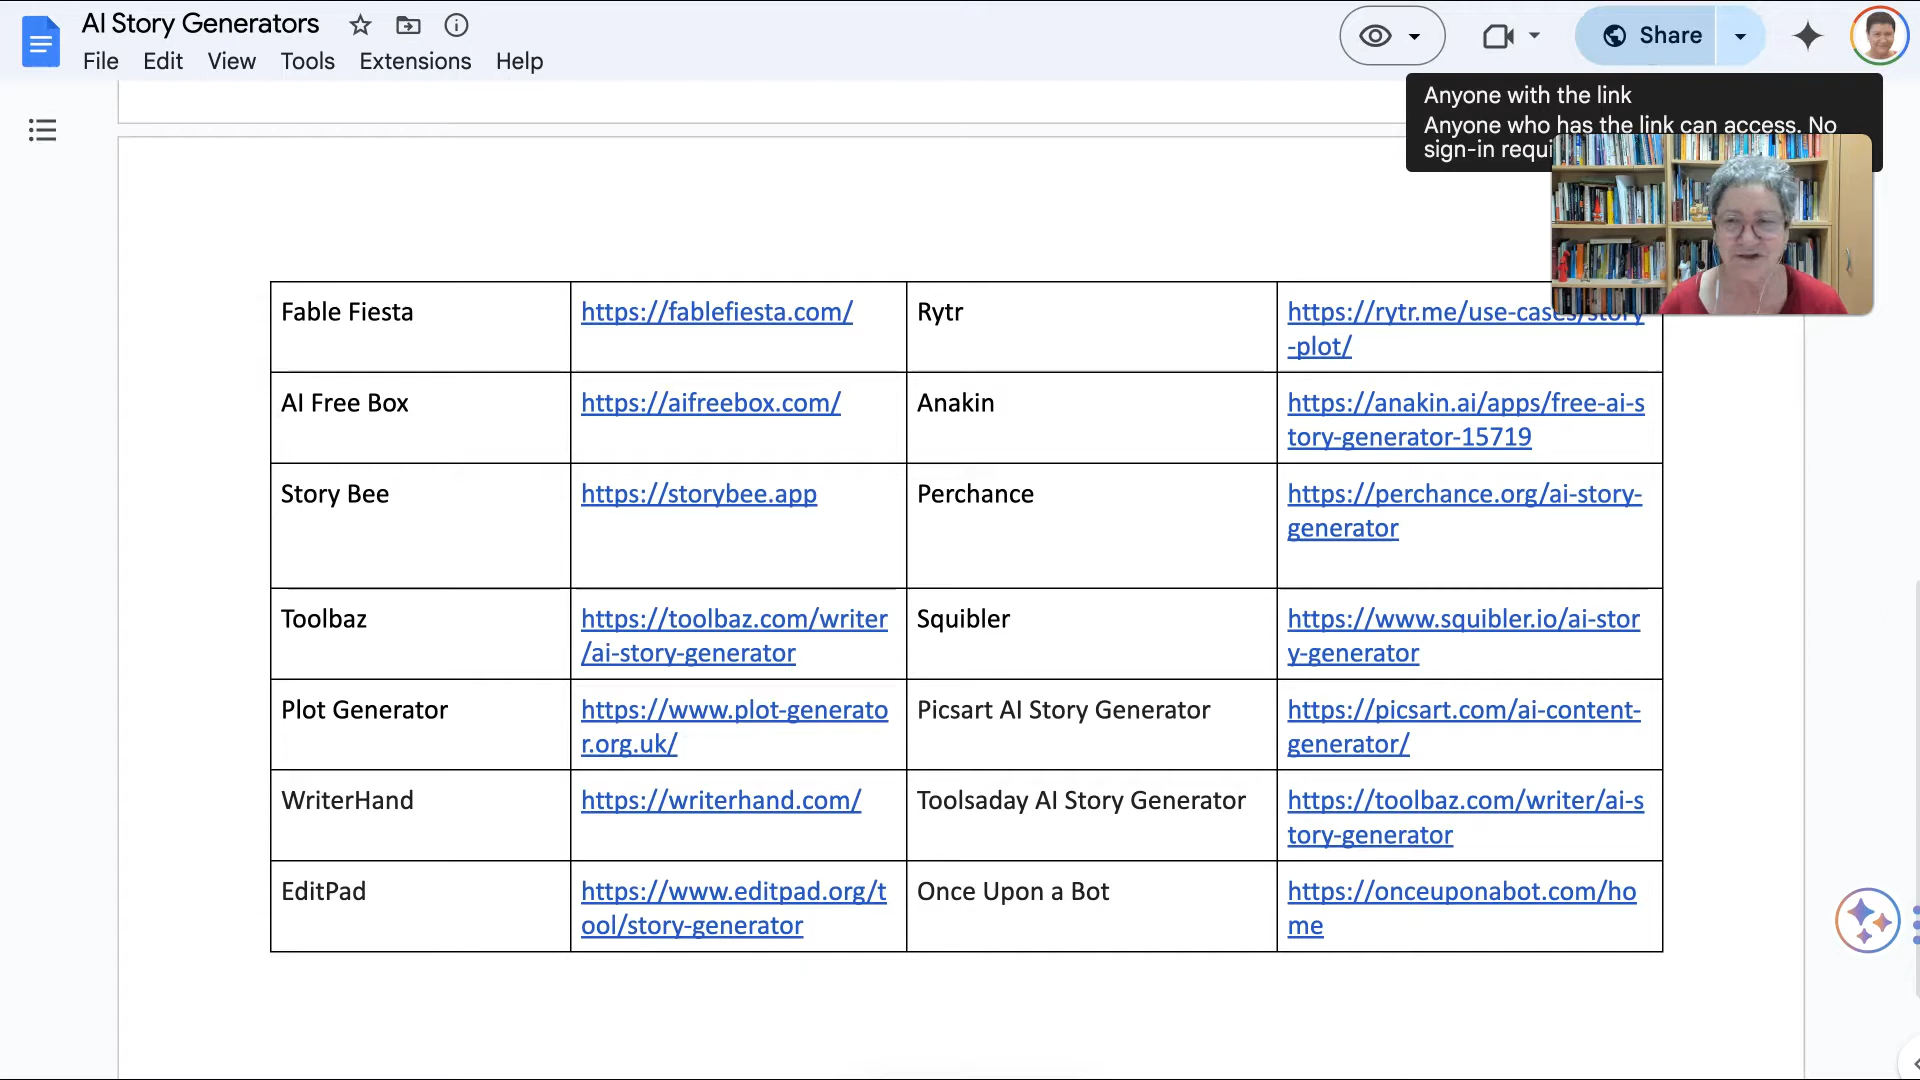 AI Story Generators
File Edit View Tools Extensions Help
Share
Anyone with the link
Anyone who has the link can access. No
sign-in
Fable Fiesta
https://fablefiesta.com/
Rytr
https://rytr.me/use-cases/story
-plot/
AI Free Box
https://aifreebox.com/
Anakin
https://anakin.ai/apps/free-ai-s
tory-generator-15719
Story Bee
https://storybee.app
Perchance
https://perchance.org/ai-story-
generator
Toolbaz
https://toolbaz.com/writer
/ai-story-generator
Squibler
https://www.squibler.io/ai-stor
y-generator
Plot Generator
https://www.plot-generato
r.org.uk/
Picsart AI Story Generator
https://picsart.com/ai-content-
generator/
WriterHand
https://writerhand.com/
Toolsaday AI Story Generator
https://toolbaz.com/writer/ai-s
tory-generator
EditPad
https://www.editpad.org/t
ool/story-generator
Once Upon a Bot
https://onceuponabot.com/ho
me